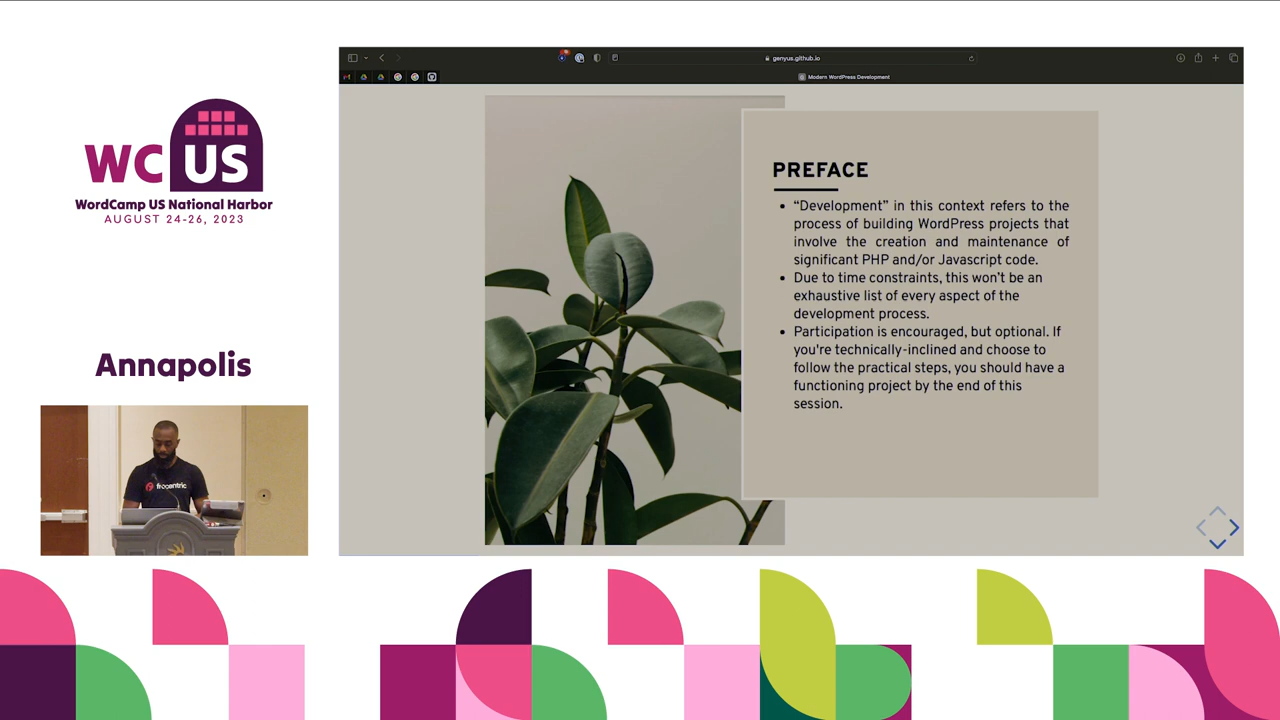 WC US
WordCamp US National Harbor
AUGUST 24-26, 2023
Annapolis
frocentric
genyus.github.io
Modern WordPress Development
PREFACE
• “Development” in this context refers to the
process of building WordPress projects that
involve the creation and maintenance of
significant PHP and/or Javascript code.
• Due to time constraints, this won’t be an
exhaustive list of every aspect of the
development process.
• Participation is encouraged, but optional. If
you're technically-inclined and choose to
follow the practical steps, you should have a
functioning project by the end of this
session.